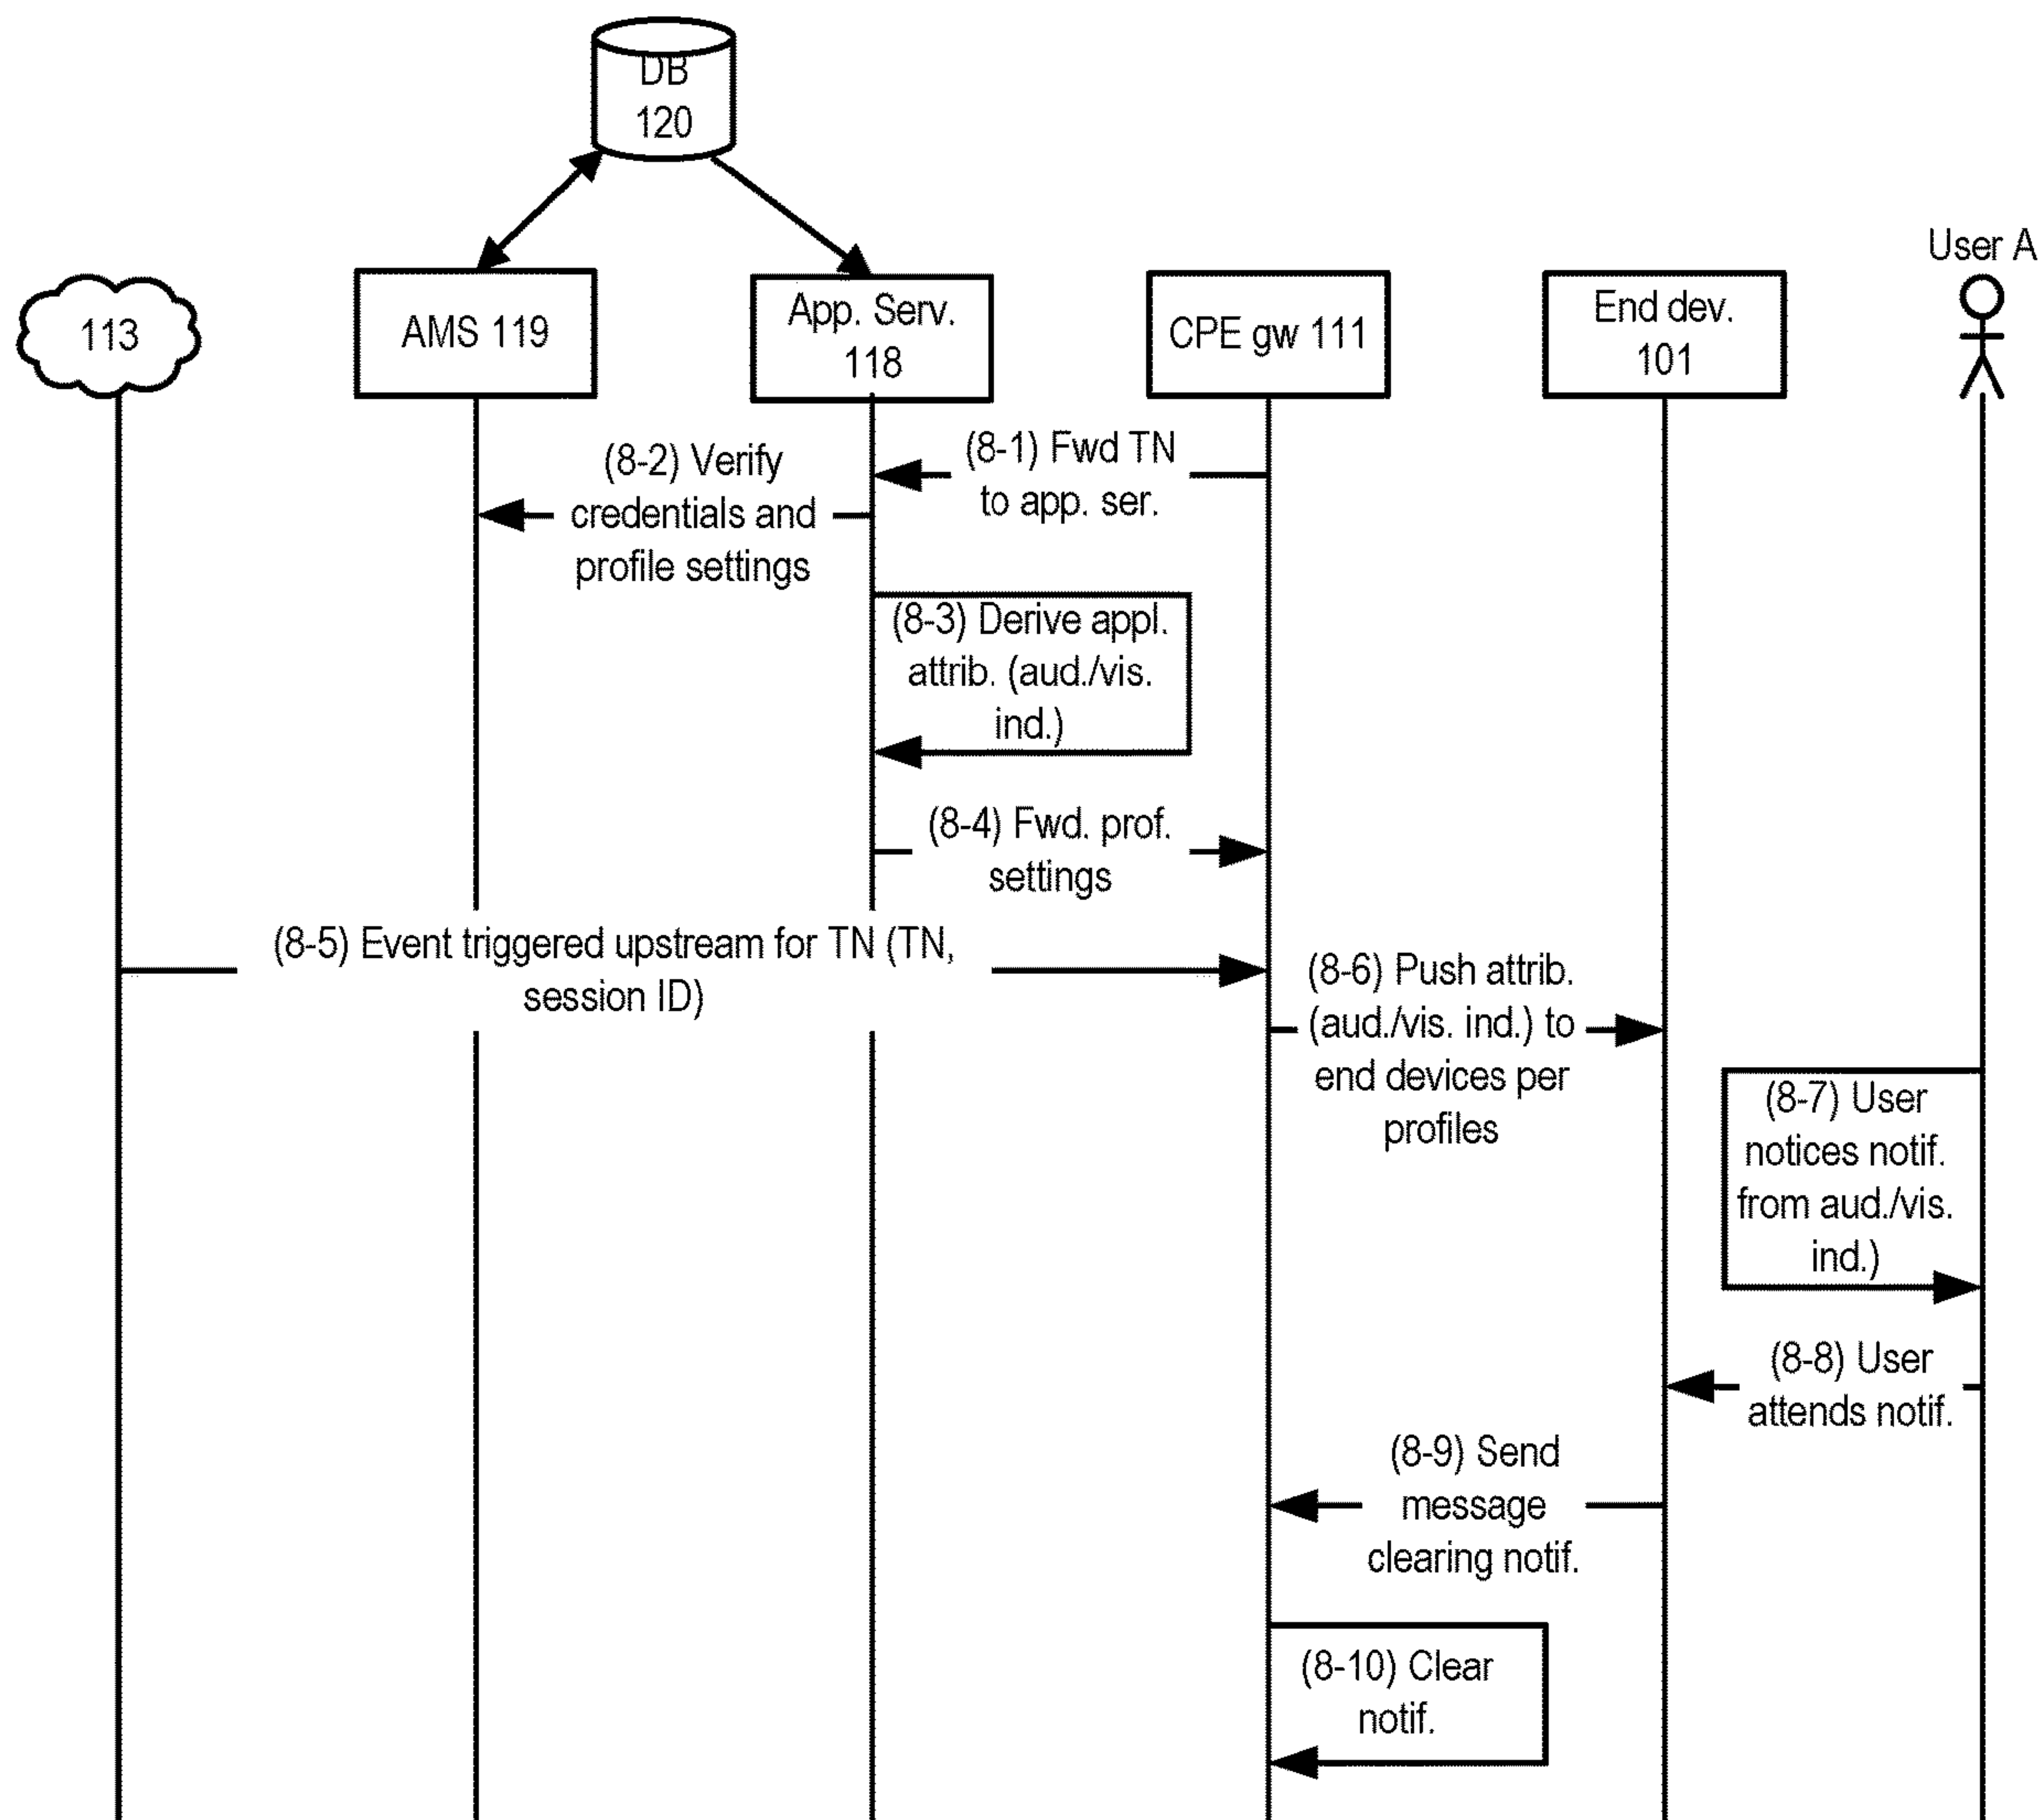 DB
120
User A
113
AMS 119
App. Serv.
118
CPE gw 111
End dev.
101
(8-1) Fwd TN
to app. ser.
(8-2) Verify
credentials and
profile settings
(8-3) Derive appl.
attrib. (aud./vis.
ind.)
(8-4) Fwd. prof.
settings
(8-5) Event triggered upstream for TN (TN,
session ID)
(8-6) Push attrib.
(aud./vis. ind.) to
end devices per
profiles
(8-7) User
notices notif.
from aud./vis.
ind.)
(8-8) User
attends notif.
(8-9) Send
message
clearing notif.
(8-10) Clear
notif.